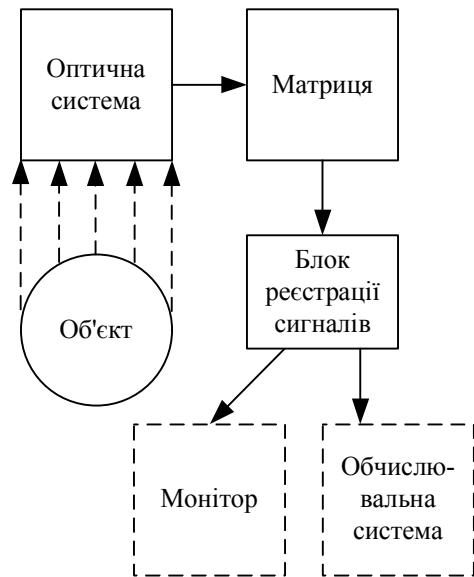 Оптична
система
Матриця
Об'єкт
Блок
реєстрації
сигналів
Монітор
Обчислю-
вальна
система